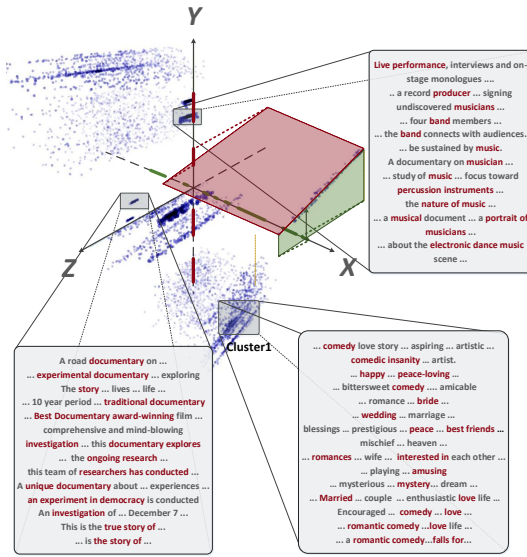 Y
Live performance, interviews and on-
stage monologues ....
.. a record producer ... signing
undiscovered musicians ...
... four band members ...
... the band connects with audiences.
... be sustained by music.
A documentary on musician ...
... study of music ... focus toward
percussion instruments ...
the nature of music ...
... a musical document ... a portrait of
musicians ...
... about the electronic dance music
scene ...
X
Z
Cluster1
A road documentary on ...
... experimental documentary ... exploring
The story ... lives ... life ...
... 10 year period ... traditional documentary
... Best Documentary award-winning film ...
comprehensive and mind-blowing
investigation ... this documentary explores
... the ongoing research ...
this team of researchers has conducted ...
A unique documentary about ... experiences ...
an experiment in democracy is conducted
An investigation of ... December 7 ...
This is the true story of ...
... is the story of...
... comedy love story ... aspiring ... artistic ...
comedic insanity ... artist.
... happy ... peace-loving ...
... bittersweet comedy .... amicable
... romance ... bride ...
... wedding ... marriage ...
blessings ... prestigious ... peace ... best friends ...
mischief ... heaven ...
... romances ... wife ... interested in each other ...
... playing ... amusing
... mysterious ... mystery ... dream ...
... Married ... couple ... enthusiastic love life ...
Encouraged ... comedy ... love ...
... romantic comedy ...love life ...
... a romantic comedy...falls for...